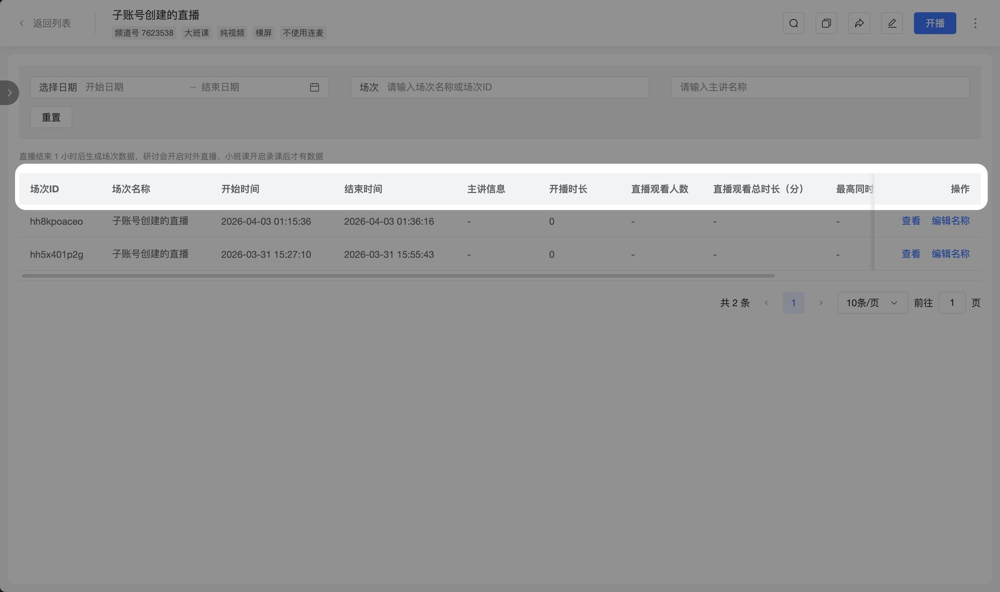 返回列表
子账号创建的直播
频道号 7623538 大班课 纯视频 横屏 不使用连麦
开播
选择日期 开始日期 – 结束日期
场次 请输入场次名称或场次ID
请输入主讲名称
重置
直播结束 1 小时后生成场次数据，研讨会开启对外直播、小班课开启录课后才有数据
场次ID 场次名称 开始时间 结束时间 主讲信息 开播时长 直播观看人数 直播观看总时长（分） 最高同时 操作
hh8kpoaceo 子账号创建的直播 2026-04-03 01:15:36 2026-04-03 01:36:16 - 0 - - - 查看 编辑名称
hh5x401p2g 子账号创建的直播 2026-03-31 15:27:10 2026-03-31 15:55:43 - 0 - - - 查看 编辑名称
共 2 条 1 10条/页 前往 1 页